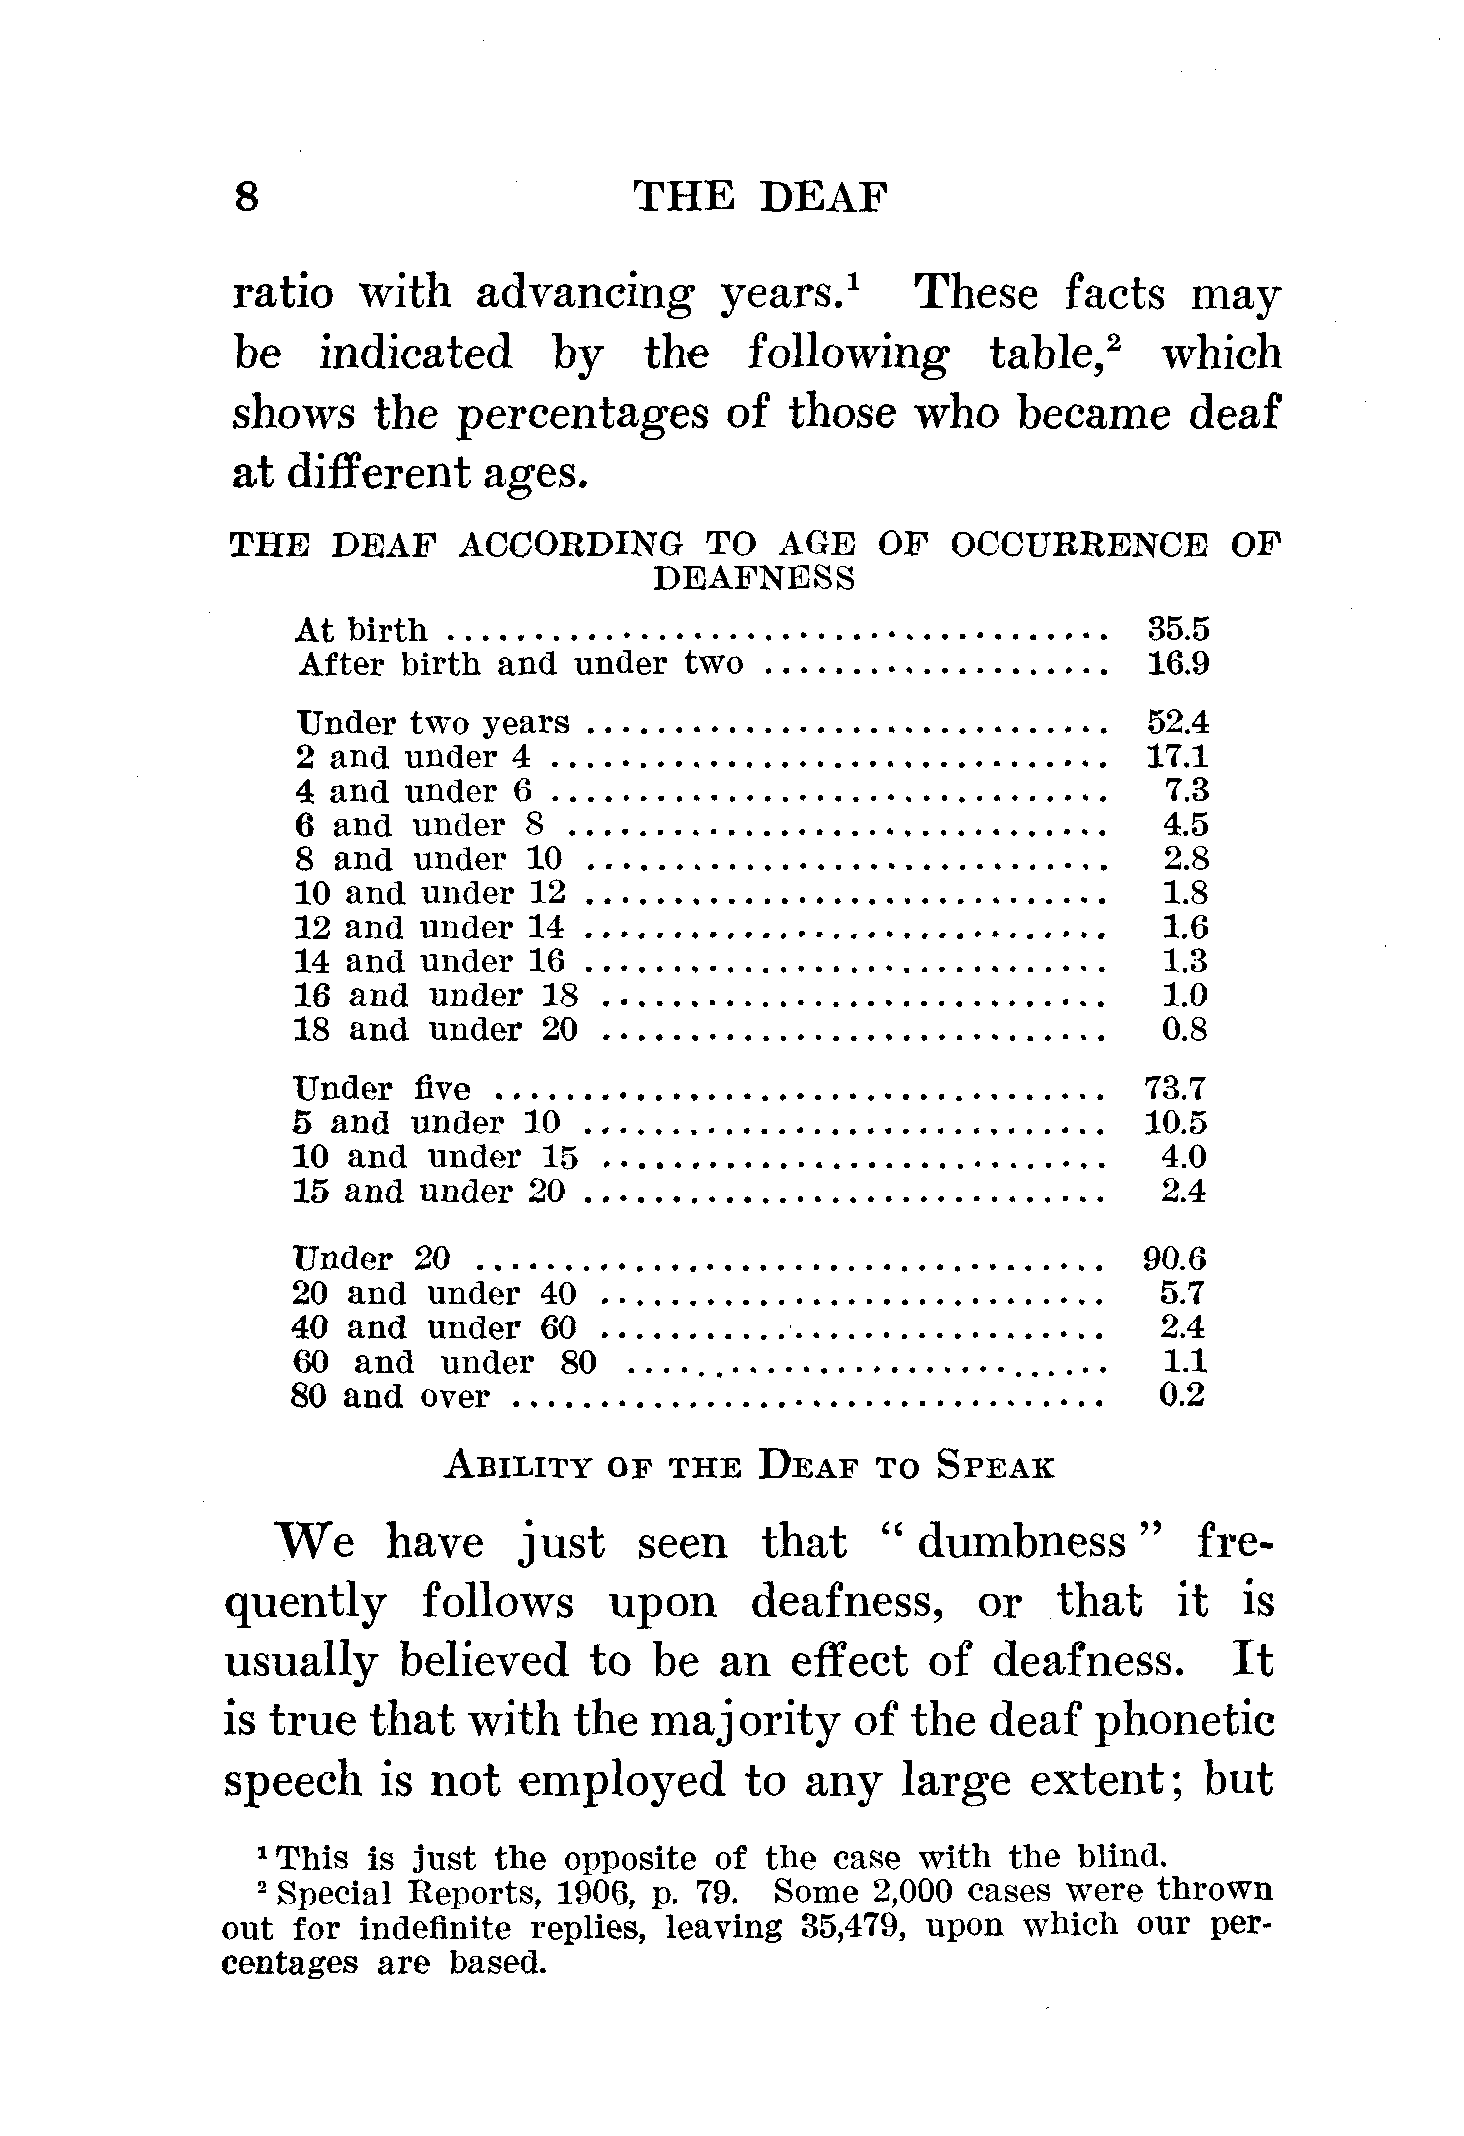 8 THE DEAF
ratio with advancing years.¹ These facts may
be indicated by the following table,² which
shows the percentages of those who became deaf
at different ages.
THE DEAF ACCORDING TO AGE OF OCCURRENCE OF
DEAFNESS
At birth ...................................... 35.5
After birth and under two .................... 16.9
Under two years .............................. 52.4
2 and under 4 ................................ 17.1
4 and under 6 ................................ 7.3
6 and under 8 ............................... 4.5
8 and under 10 .............................. 2.8
10 and under 12 .............................. 1.8
12 and under 14 .............................. 1.6
14 and under 16 .............................. 1.3
16 and under 18 ............................. 1.0
18 and under 20 ............................. 0.8
Under five ................................... 73.7
5 and under 10 .............................. 10.5
10 and under 15 ............................. 4.0
15 and under 20 .............................. 2.4
Under 20 .................................... 90.6
20 and under 40 ............................. 5.7
40 and under 60 ............................. 2.4
60 and under 80 ............................ 1.1
80 and over .................................. 0.2
ABILITY OF THE DEAF TO SPEAK
We have just seen that “ dumbness ” fre-
quently follows upon deafness, or that it is
usually believed to be an effect of deafness. It
is true that with the majority of the deaf phonetic
speech is not employed to any large extent; but
¹ This is just the opposite of the case with the blind.
² Special Reports, 1906, p. 79. Some 2,000 cases were thrown
out for indefinite replies, leaving 35,479, upon which our per-
centages are based.